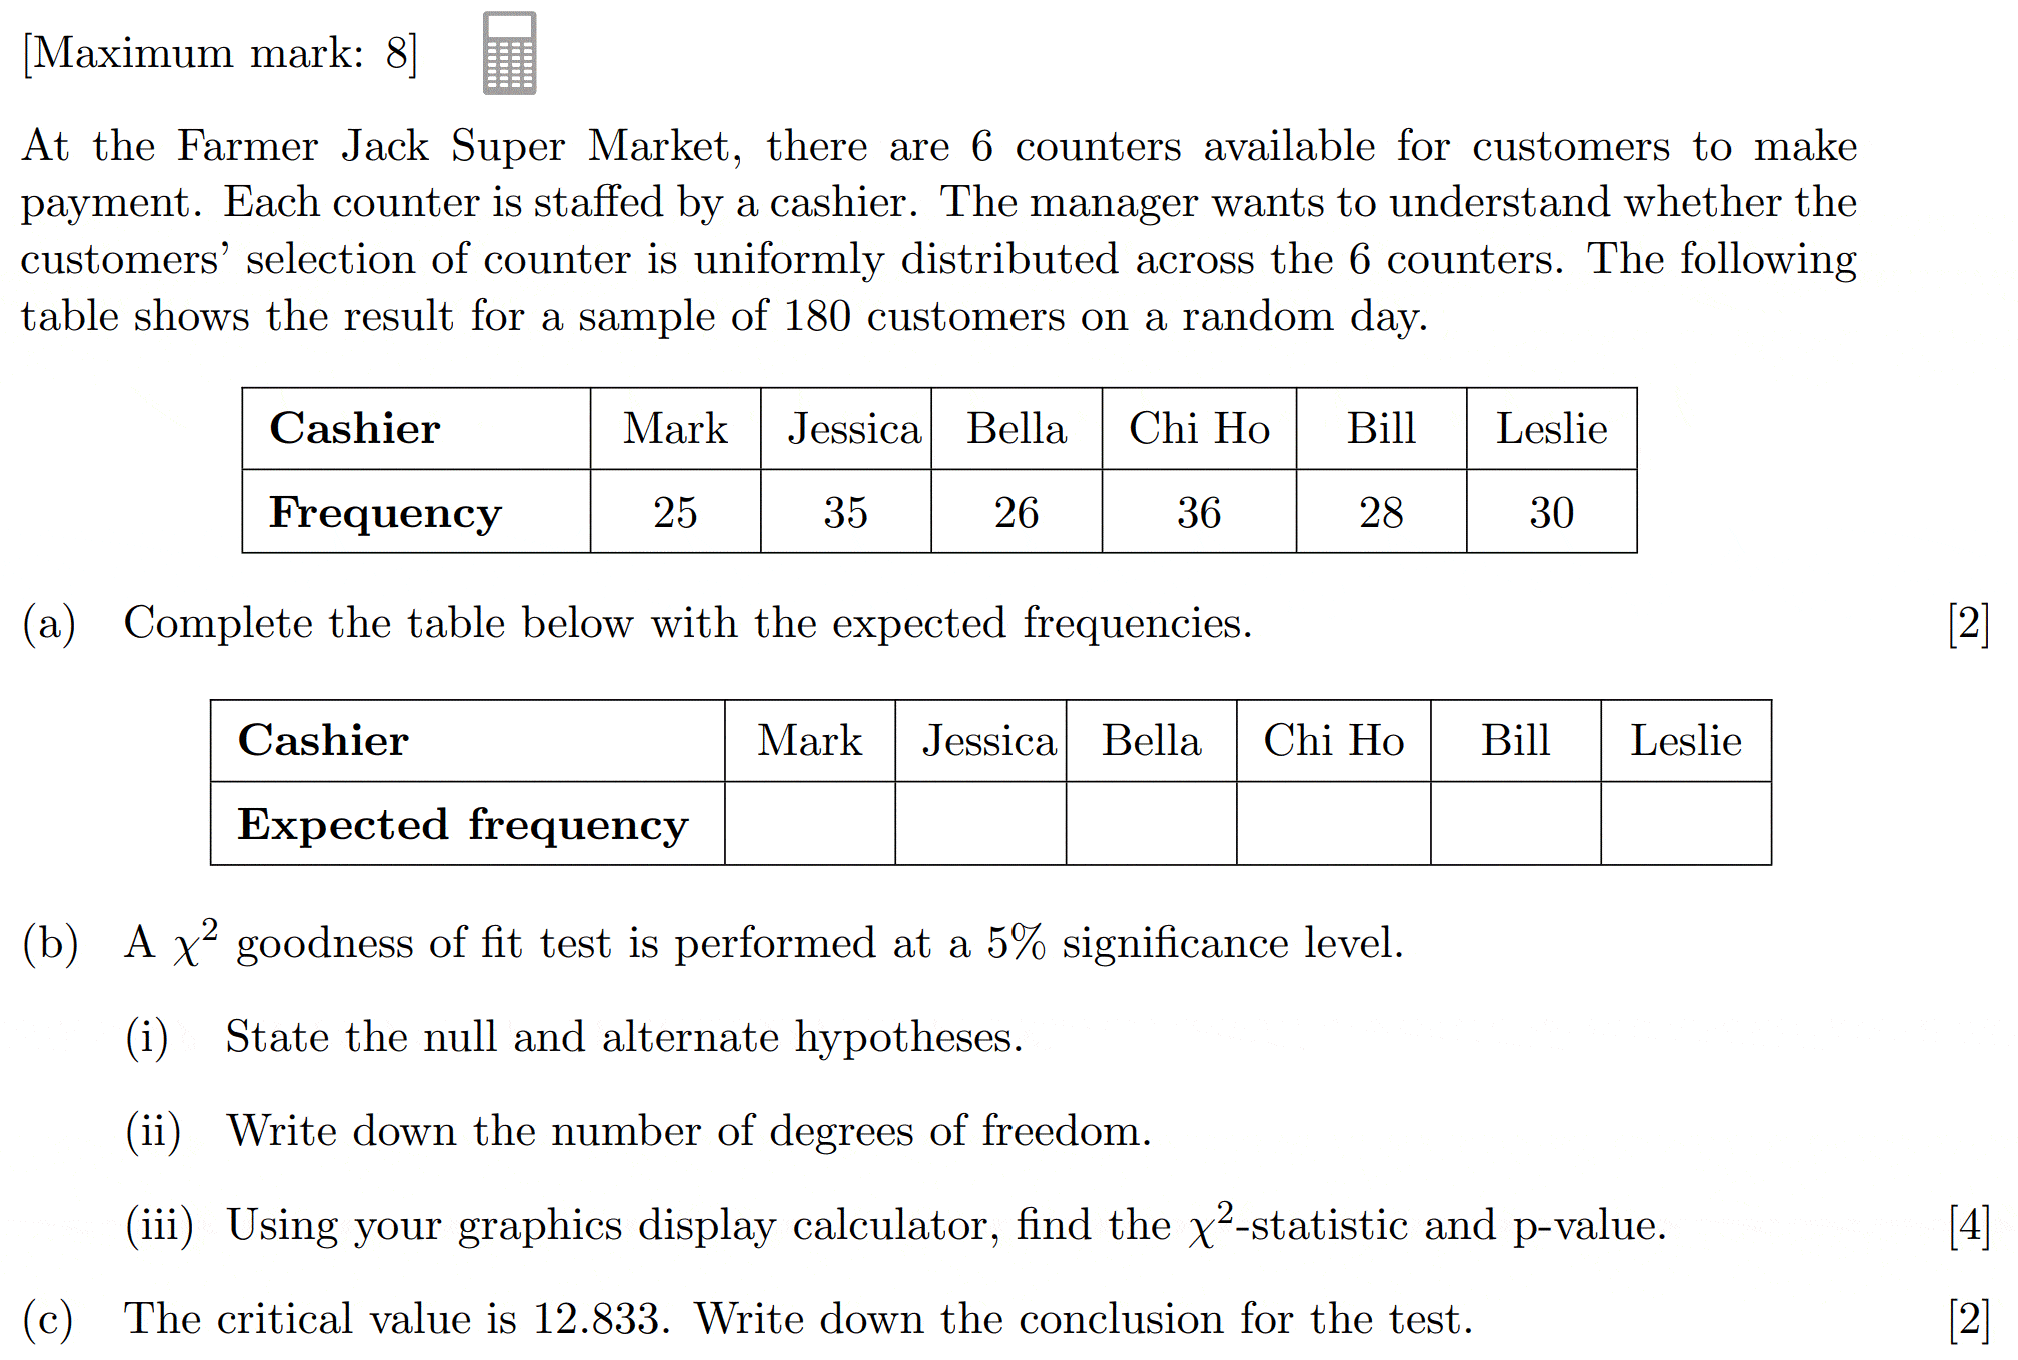 [Maximum mark: 8]
At the Farmer Jack Super Market, there are 6 counters available for customers to make
payment. Each counter is staffed by a cashier. The manager wants to understand whether the
customers’ selection of counter is uniformly distributed across the 6 counters. The following
table shows the result for a sample of 180 customers on a random day.
Cashier Mark Jessica Bella Chi Ho Bill Leslie
Frequency 25 35 26 36 28 30
(a) Complete the table below with the expected frequencies. [2]
Cashier Mark Jessica Bella Chi Ho Bill Leslie
Expected frequency
(b) A χ² goodness of fit test is performed at a 5% significance level.
(i) State the null and alternate hypotheses.
(ii) Write down the number of degrees of freedom.
(iii) Using your graphics display calculator, find the χ²-statistic and p-value. [4]
(c) The critical value is 12.833. Write down the conclusion for the test. [2]